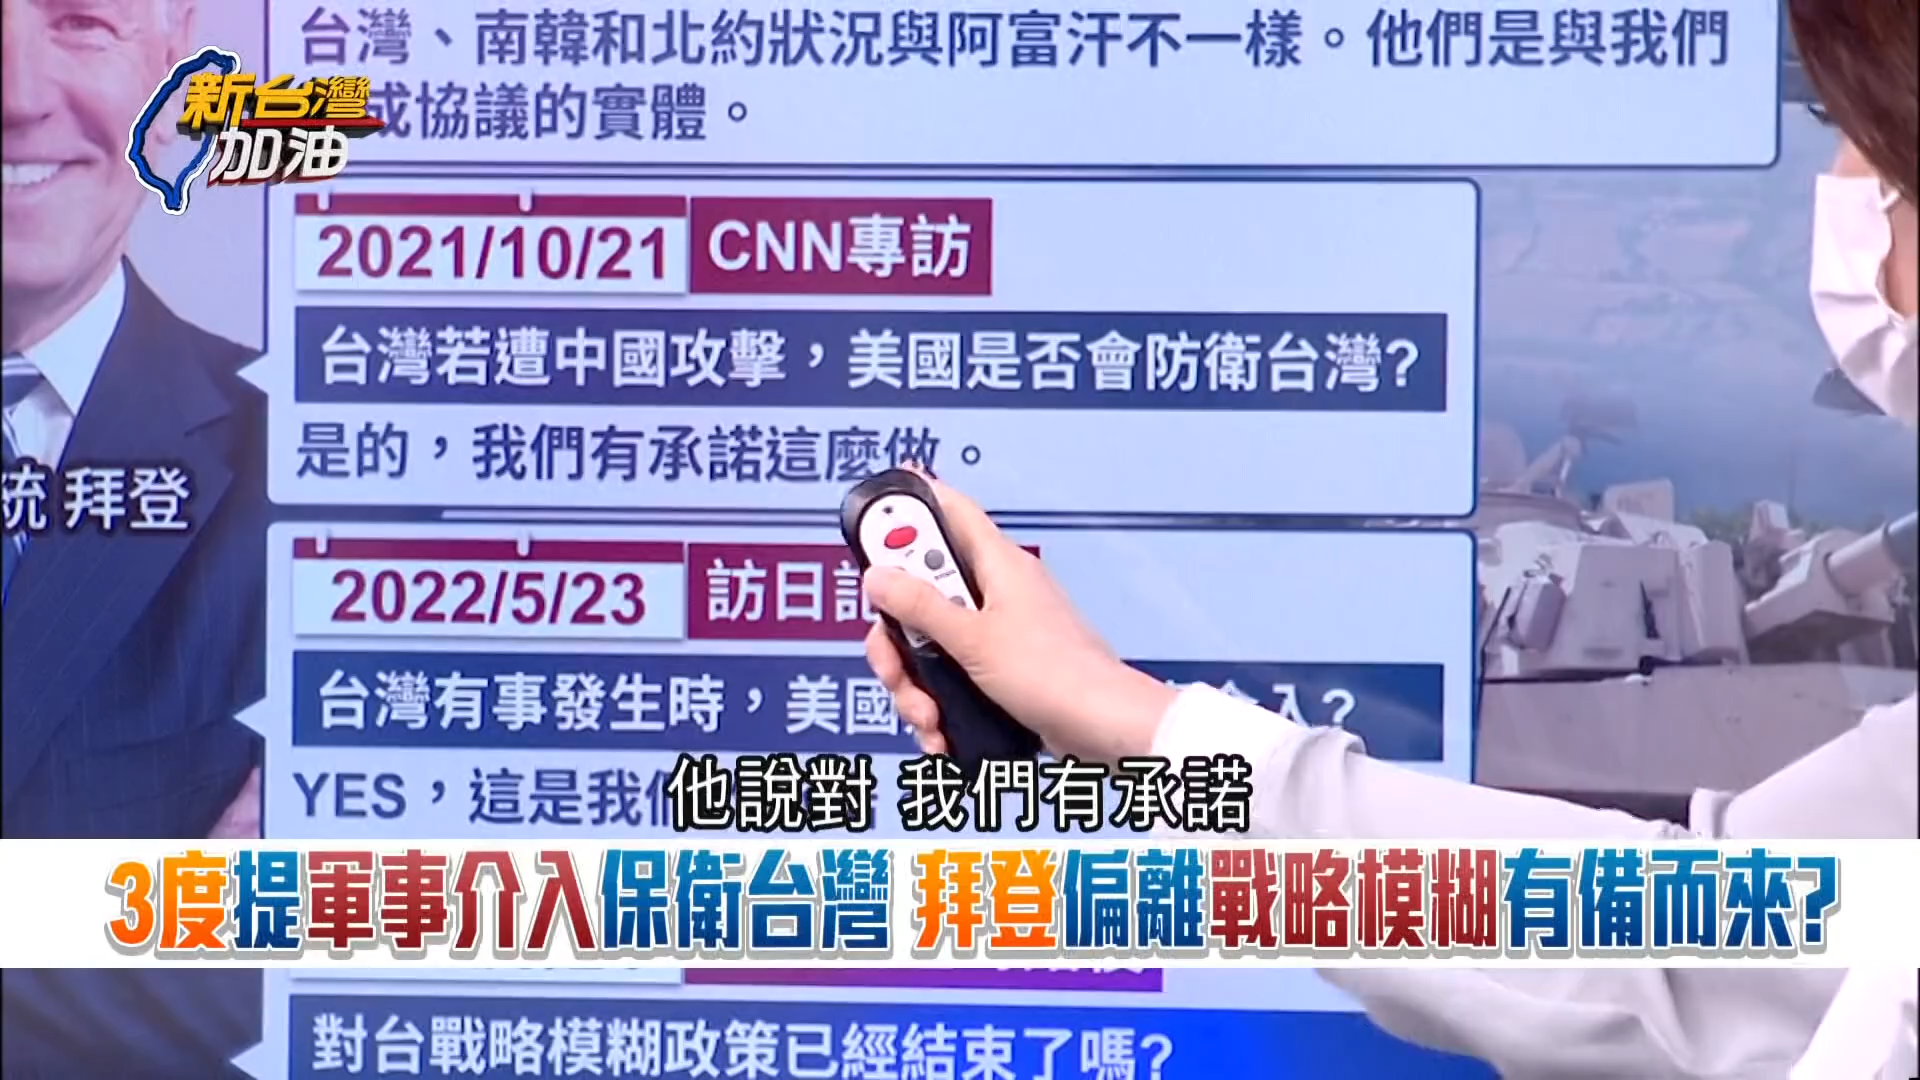 台灣、南韓和北約狀況與阿富汗不一樣。他們是與我們
成協議的實體。
新台灣
加油
2021/10/21 CNN專訪
台灣若遭中國攻擊，美國是否會防衛台灣?
是的，我們有承諾這麼做。
統 拜登
2022/5/23 訪日記
台灣有事發生時，美國 入?
YES，這是我們
他說對 我們有承諾
3度提軍事介入保衛台灣 拜登偏離戰略模糊有備而來?
對台戰略模糊政策已經結束了嗎?